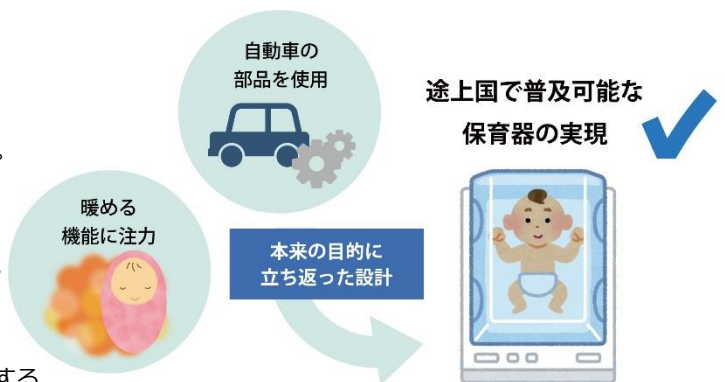 自動車の
部品を使用
途上国で普及可能な
保育器の実現
。
暖める
機能に注力
本来の目的に
立ち返った設計
。
する